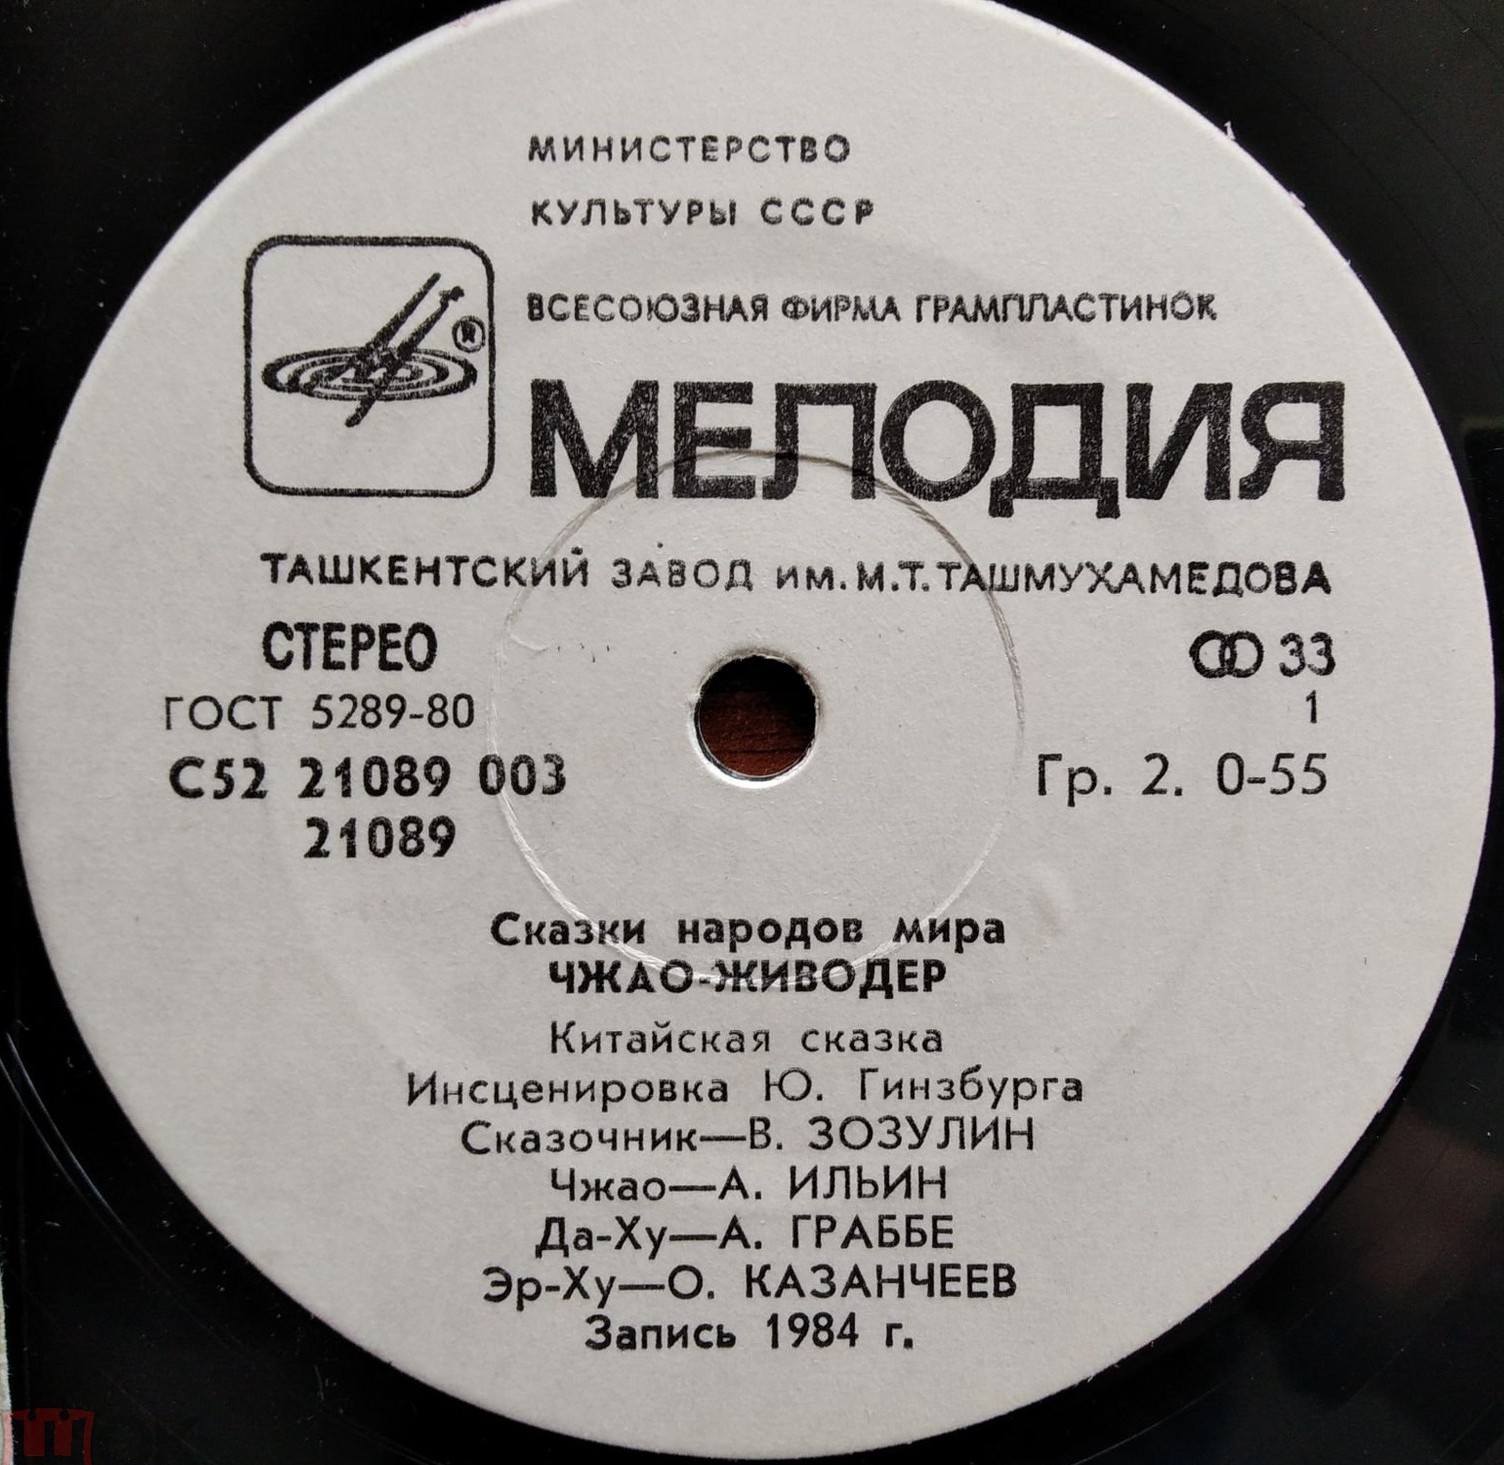 МИНИСТЕРСТВО
КУЛЬТУРЫ СССР
ВСЕСОЮЗНАЯ ФИРМА ГРАМПЛАСТИНОК
®
МЕЛОДИЯ
ТАШКЕНТСКИЙ ЗАВОД им. М.Т. ТАШМУХАМЕДОВА
СТЕРЕО
33
ГОСТ 5289-80
1
С52 21089 003
Гр. 2. 0-55
21089
Сказки народов мира
ЧЖАО-ЖИВОДЕР
Китайская сказка
Инсценировка Ю. Гинзбурга
Сказочник—В. ЗОЗУЛИН
Чжао—А. ИЛЬИН
Да-Ху—А. ГРАББЕ
Эр-Ху—О. КАЗАНЧЕЕВ
Запись 1984 г.